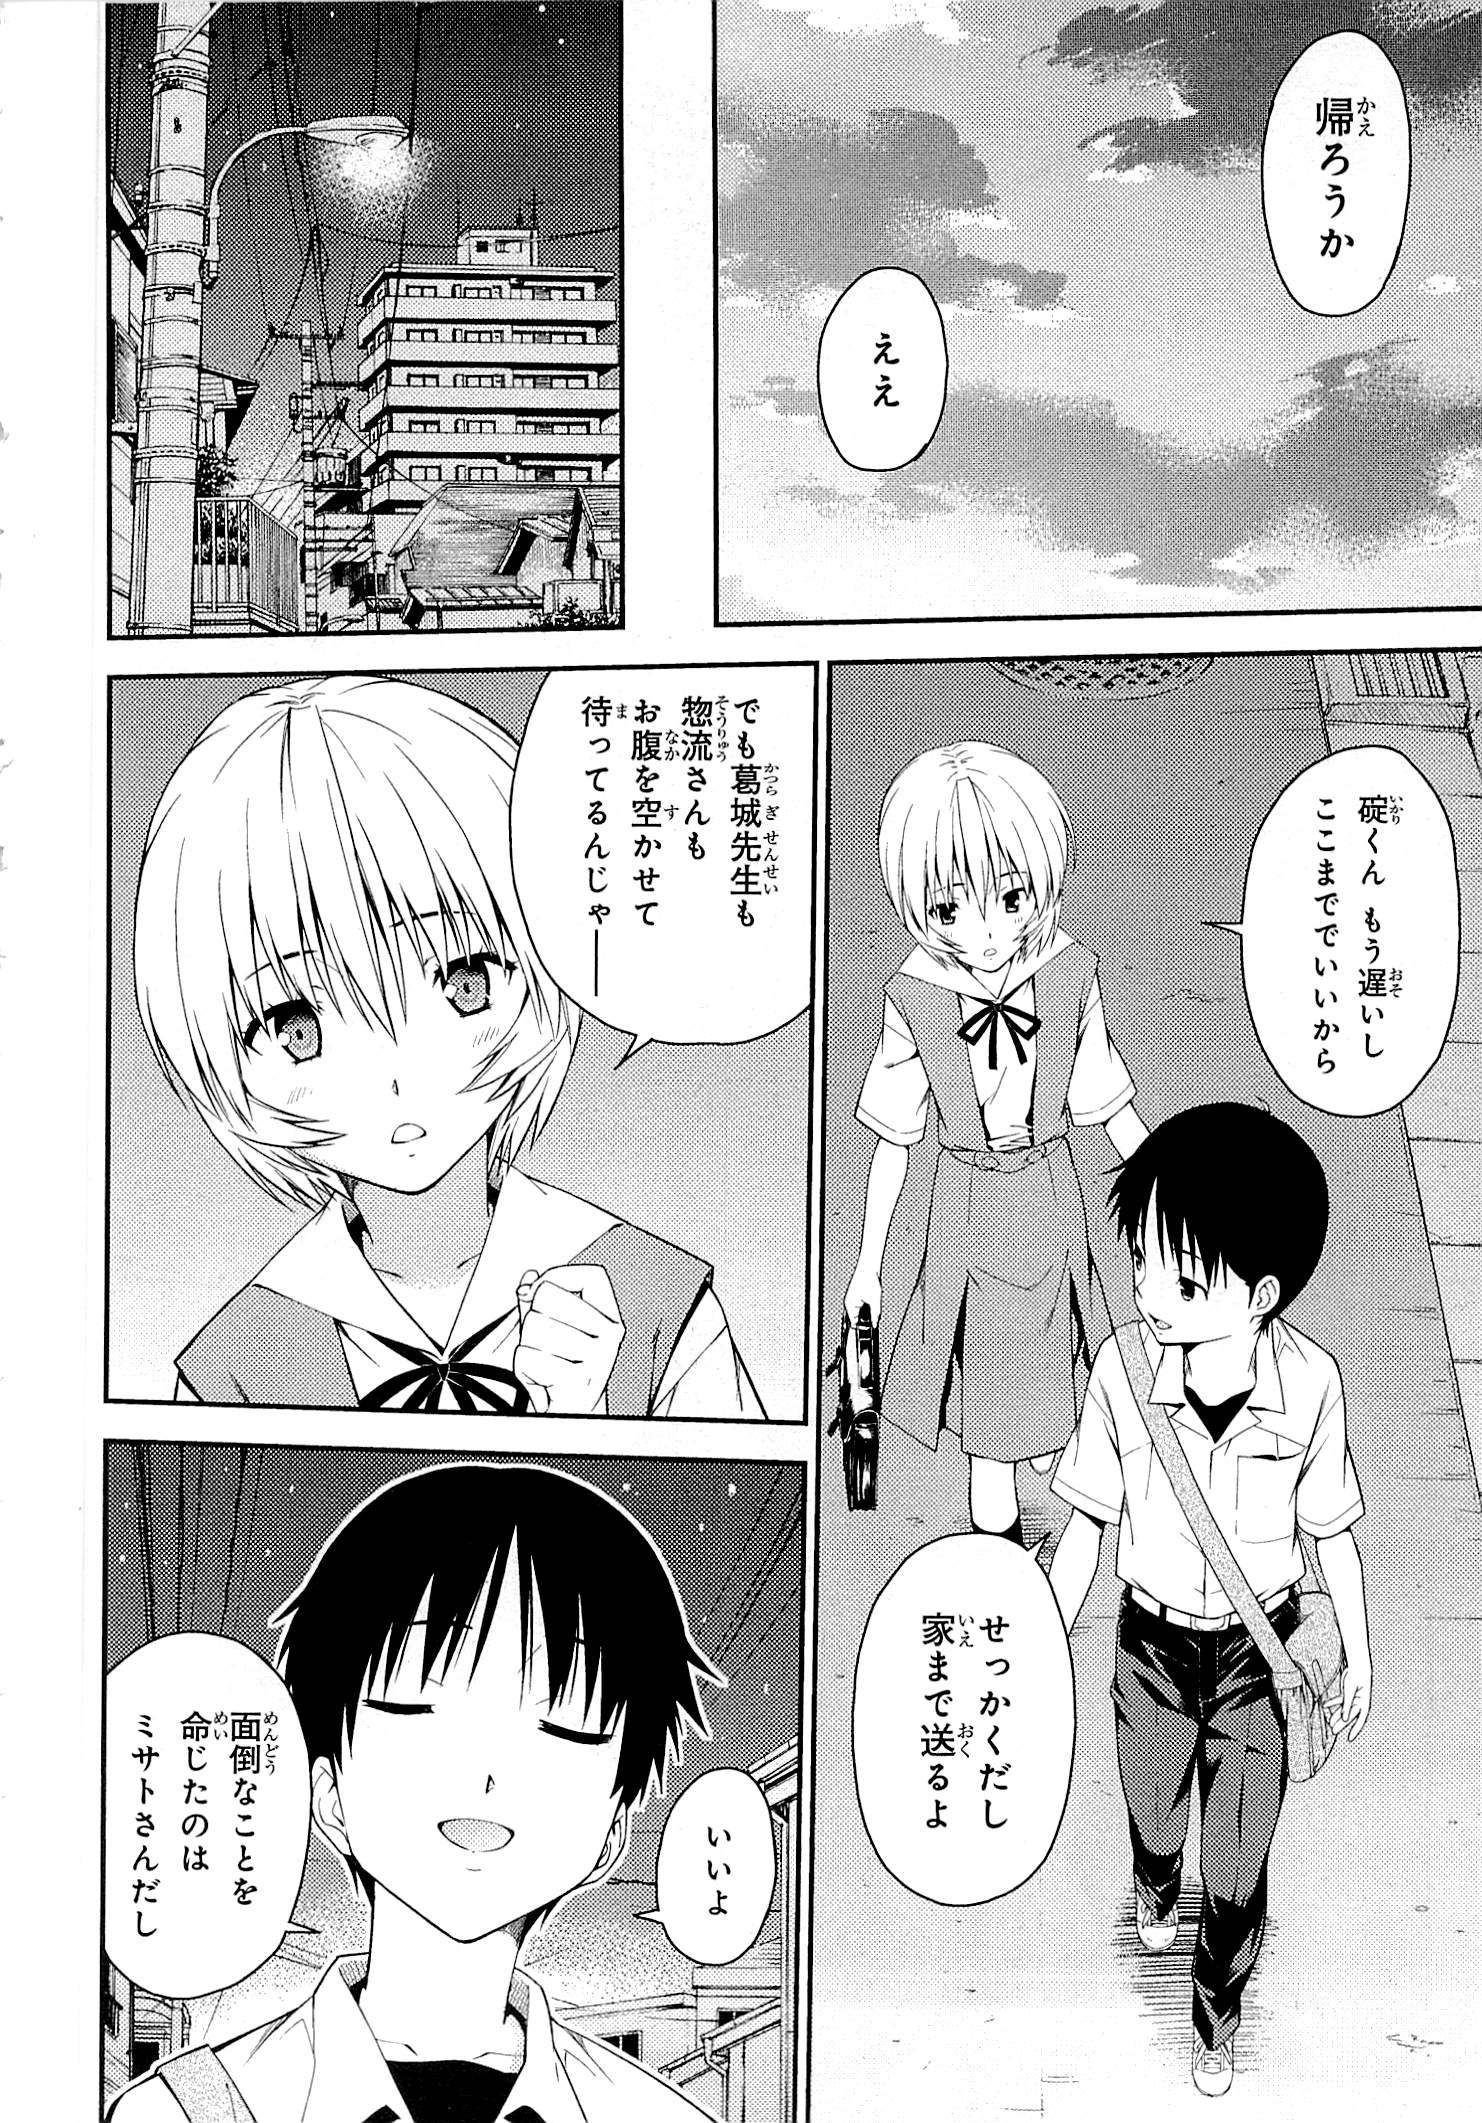 帰ろうか
ええ
碇くん もう遅いし
ここまででいいから
せっかくだし
家まで送るよ
でも葛城先生も
惣流さんも
お腹を空かせて
待ってるんじゃ――
いいよ
面倒なことを
命じたのは
ミサトさんだし